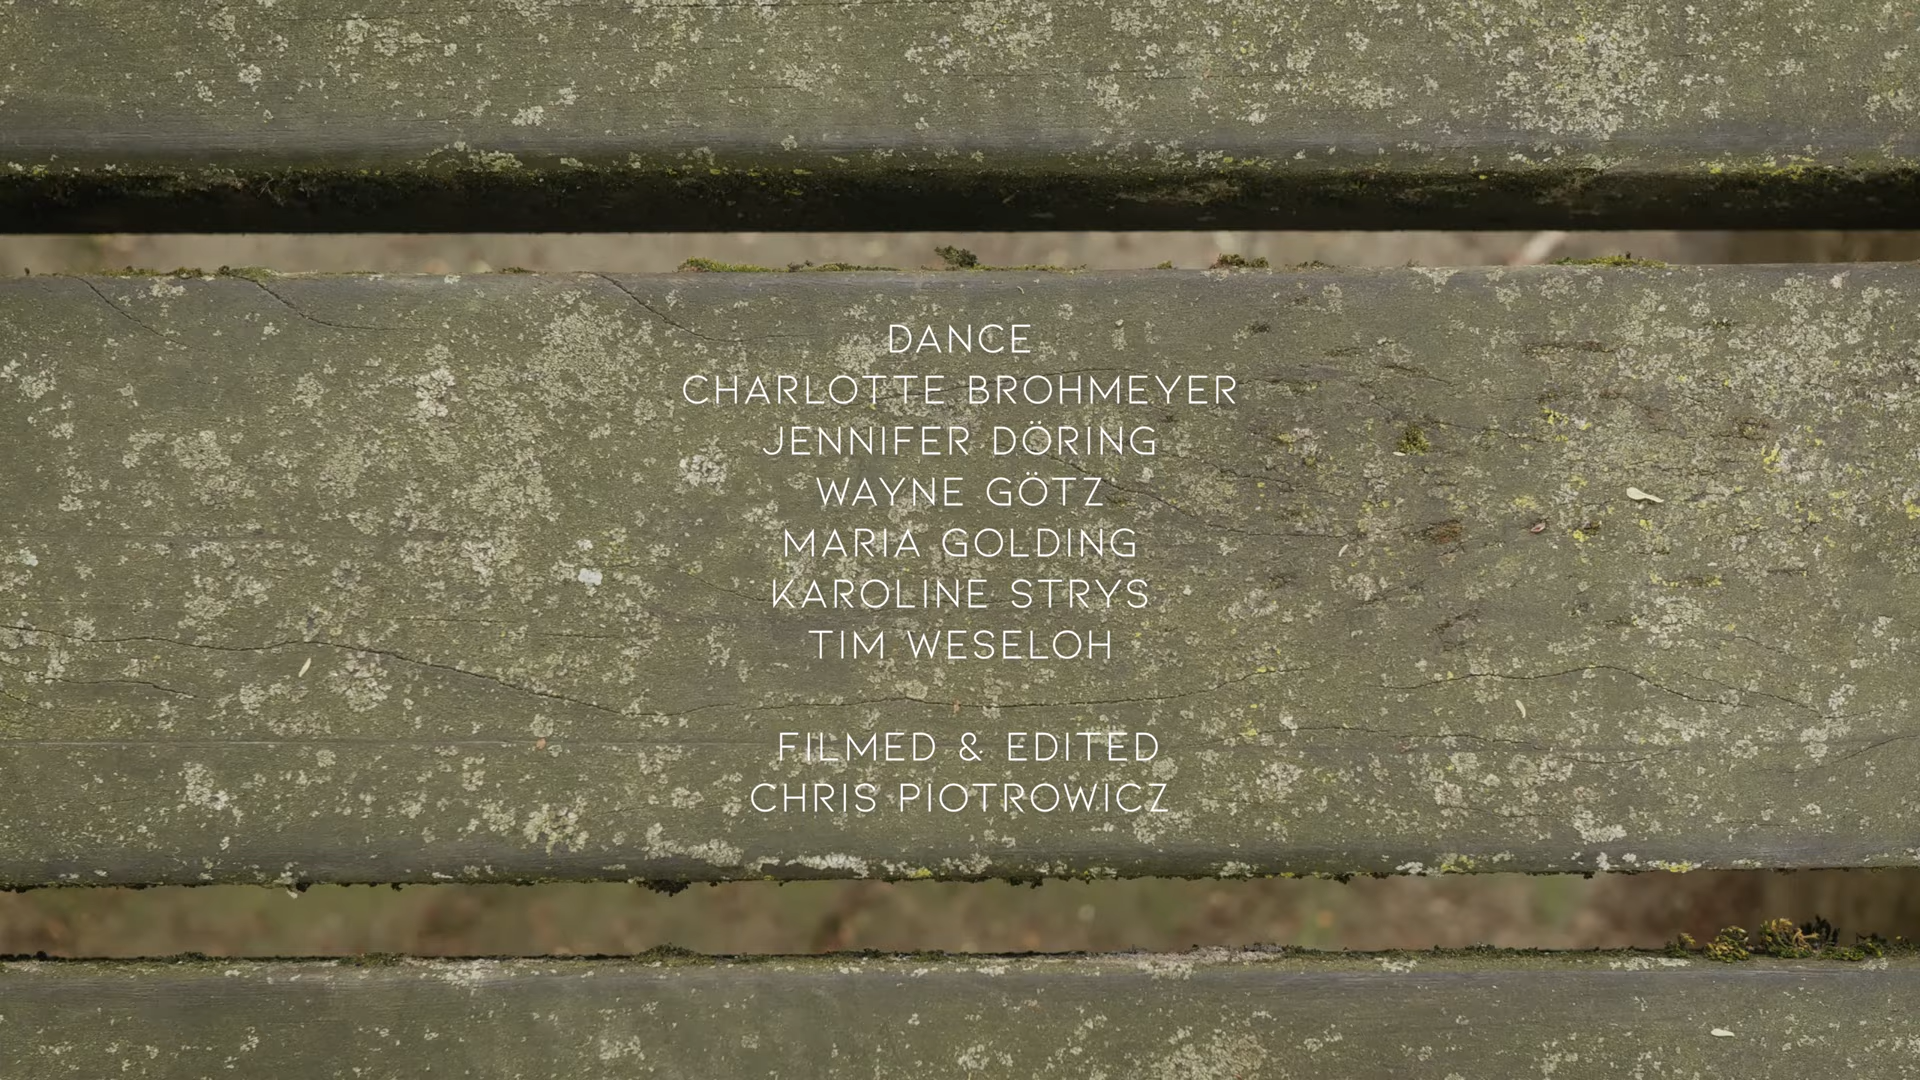 DANCE
CHARLOTTE BROHMEYER
JENNIFER DÖRING
WAYNE GÖTZ
MARIA GOLDING
KAROLINE STRYS
TIM WESELOH
FILMED & EDITED
CHRIS PIOTROWICZ